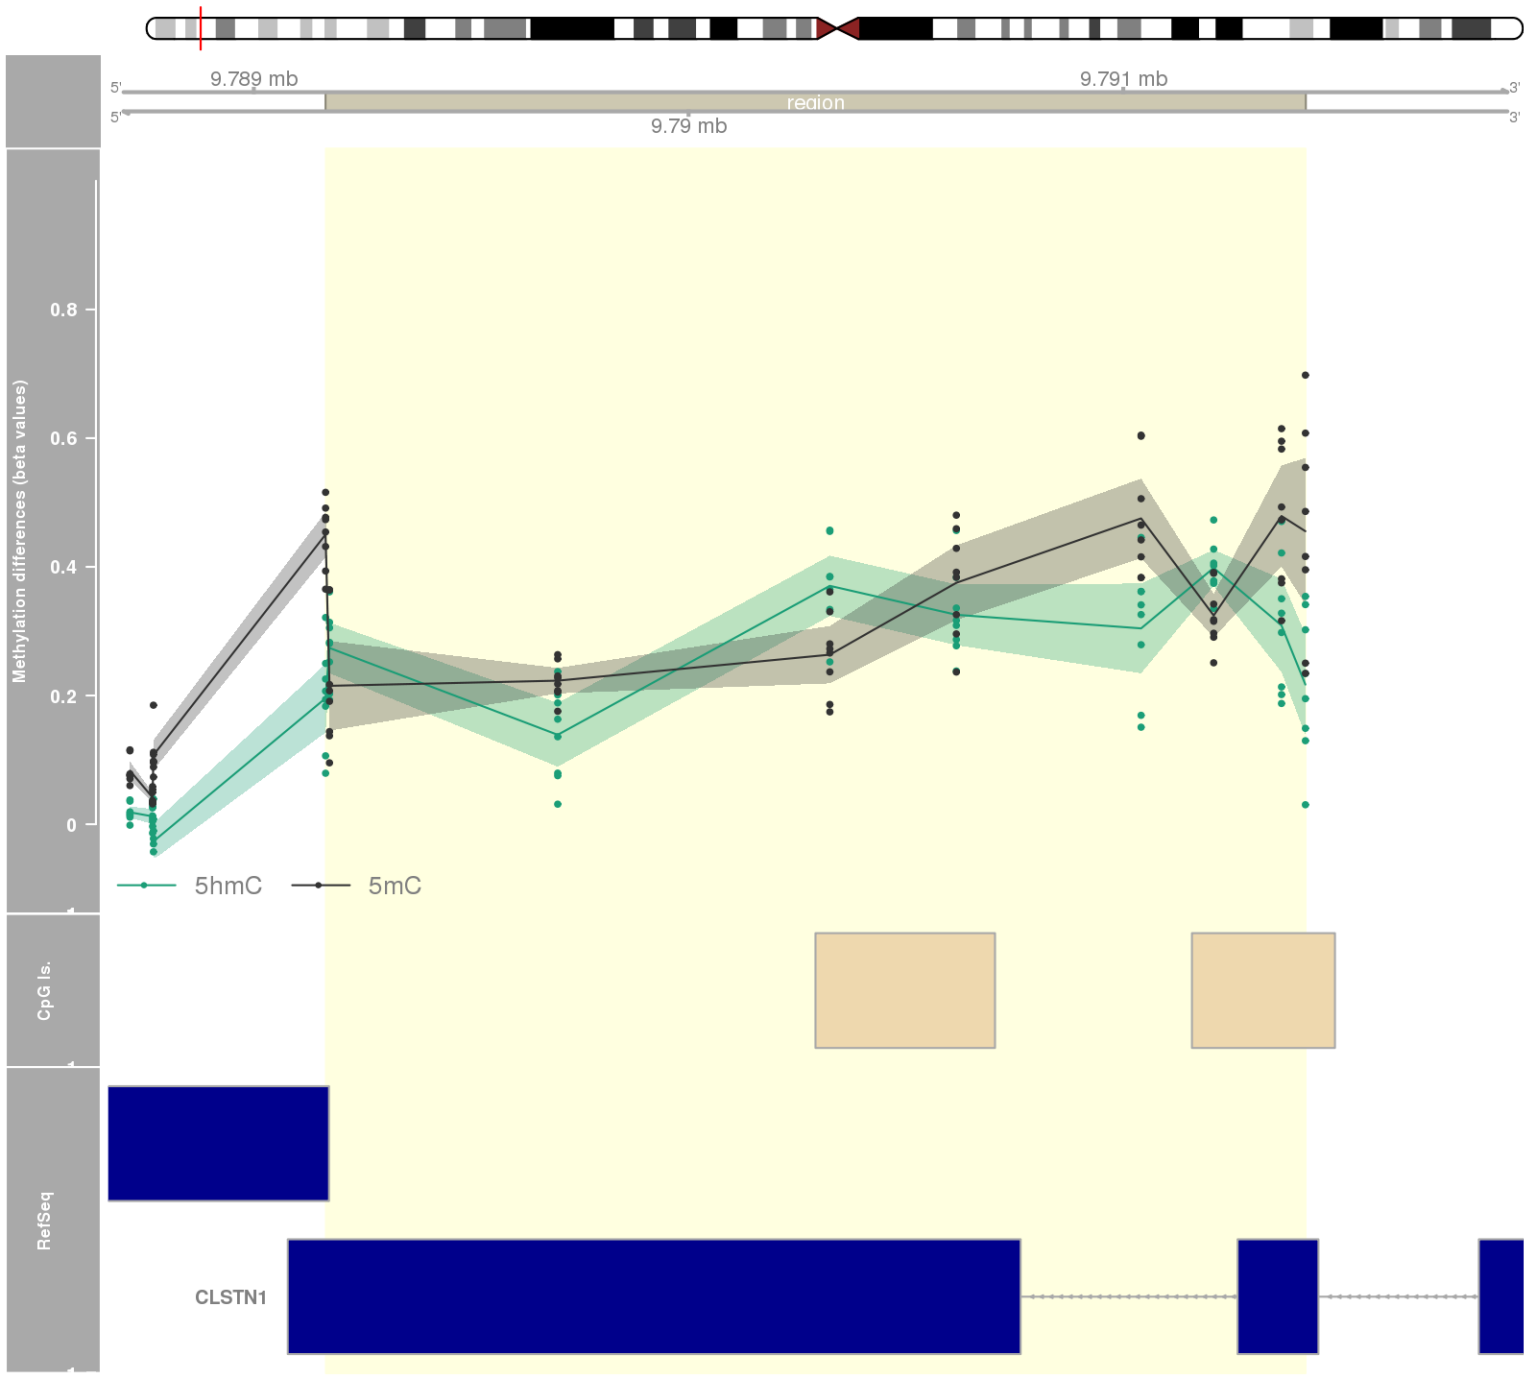 9.789 mb
9.791 mb
5'
3'
region
5'
3'
9.79 mb
Methylation differences (beta values)
0.8
0.6
0.4
0.2
0
5hmC
5mC
CpG Is.
RefSeq
CLSTN1